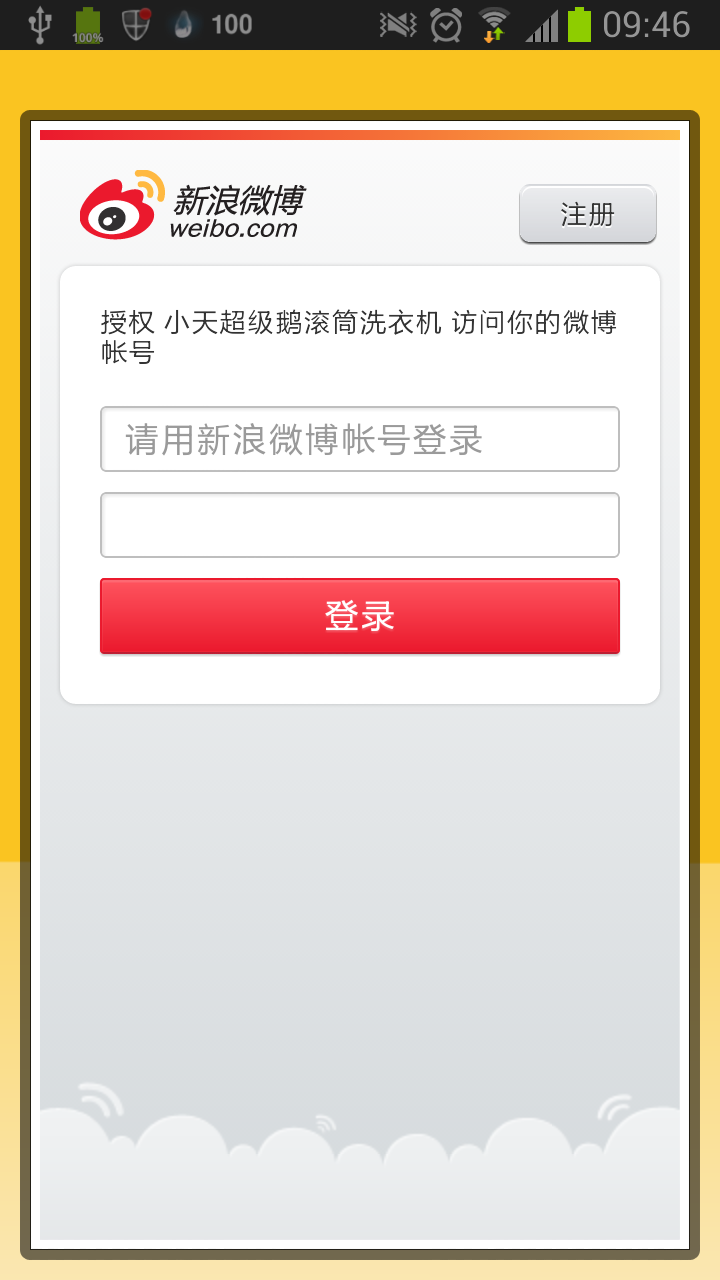 100%
100
09:46
新浪微博
weibo.com
注册
授权 小天超级鹅滚筒洗衣机 访问你的微博
帐号
请用新浪微博帐号登录
登录